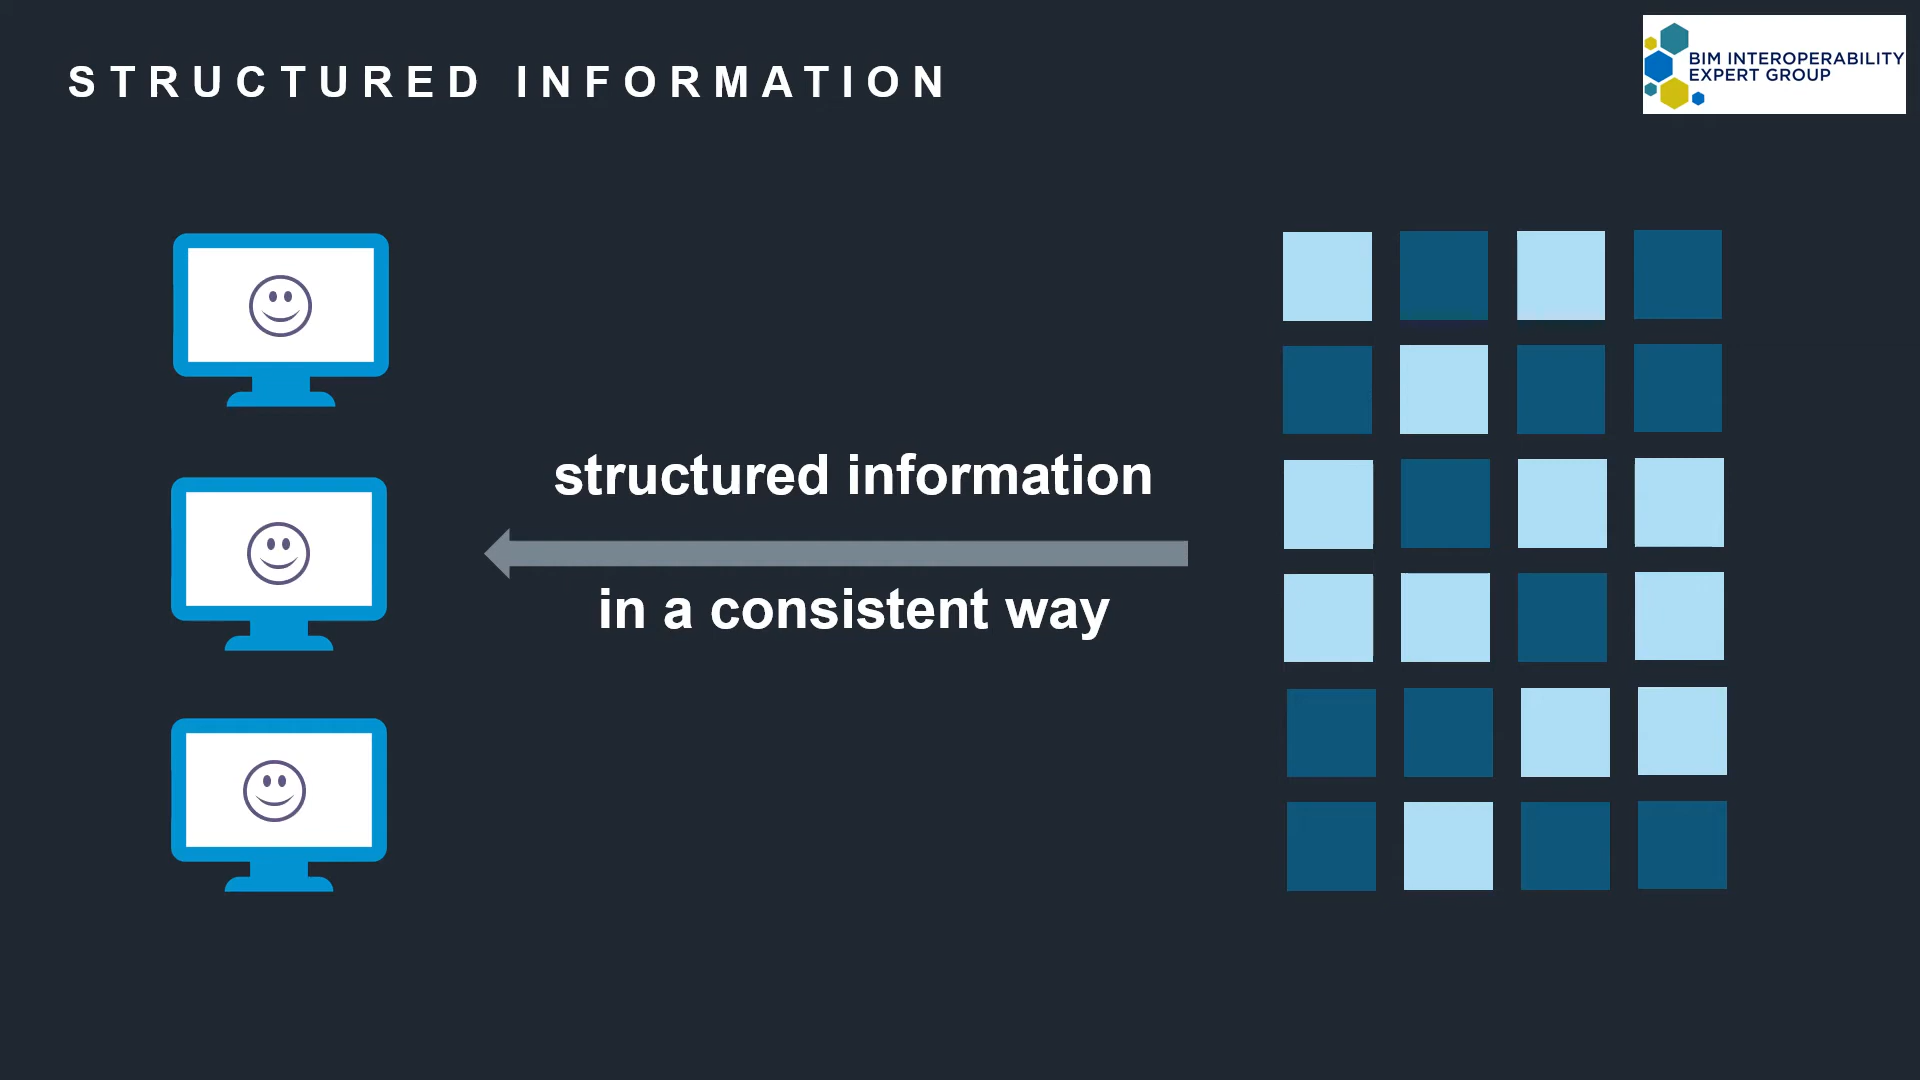 STRUCTURED INFORMATION
BIM INTEROPERABILITY
EXPERT GROUP
structured information
in a consistent way